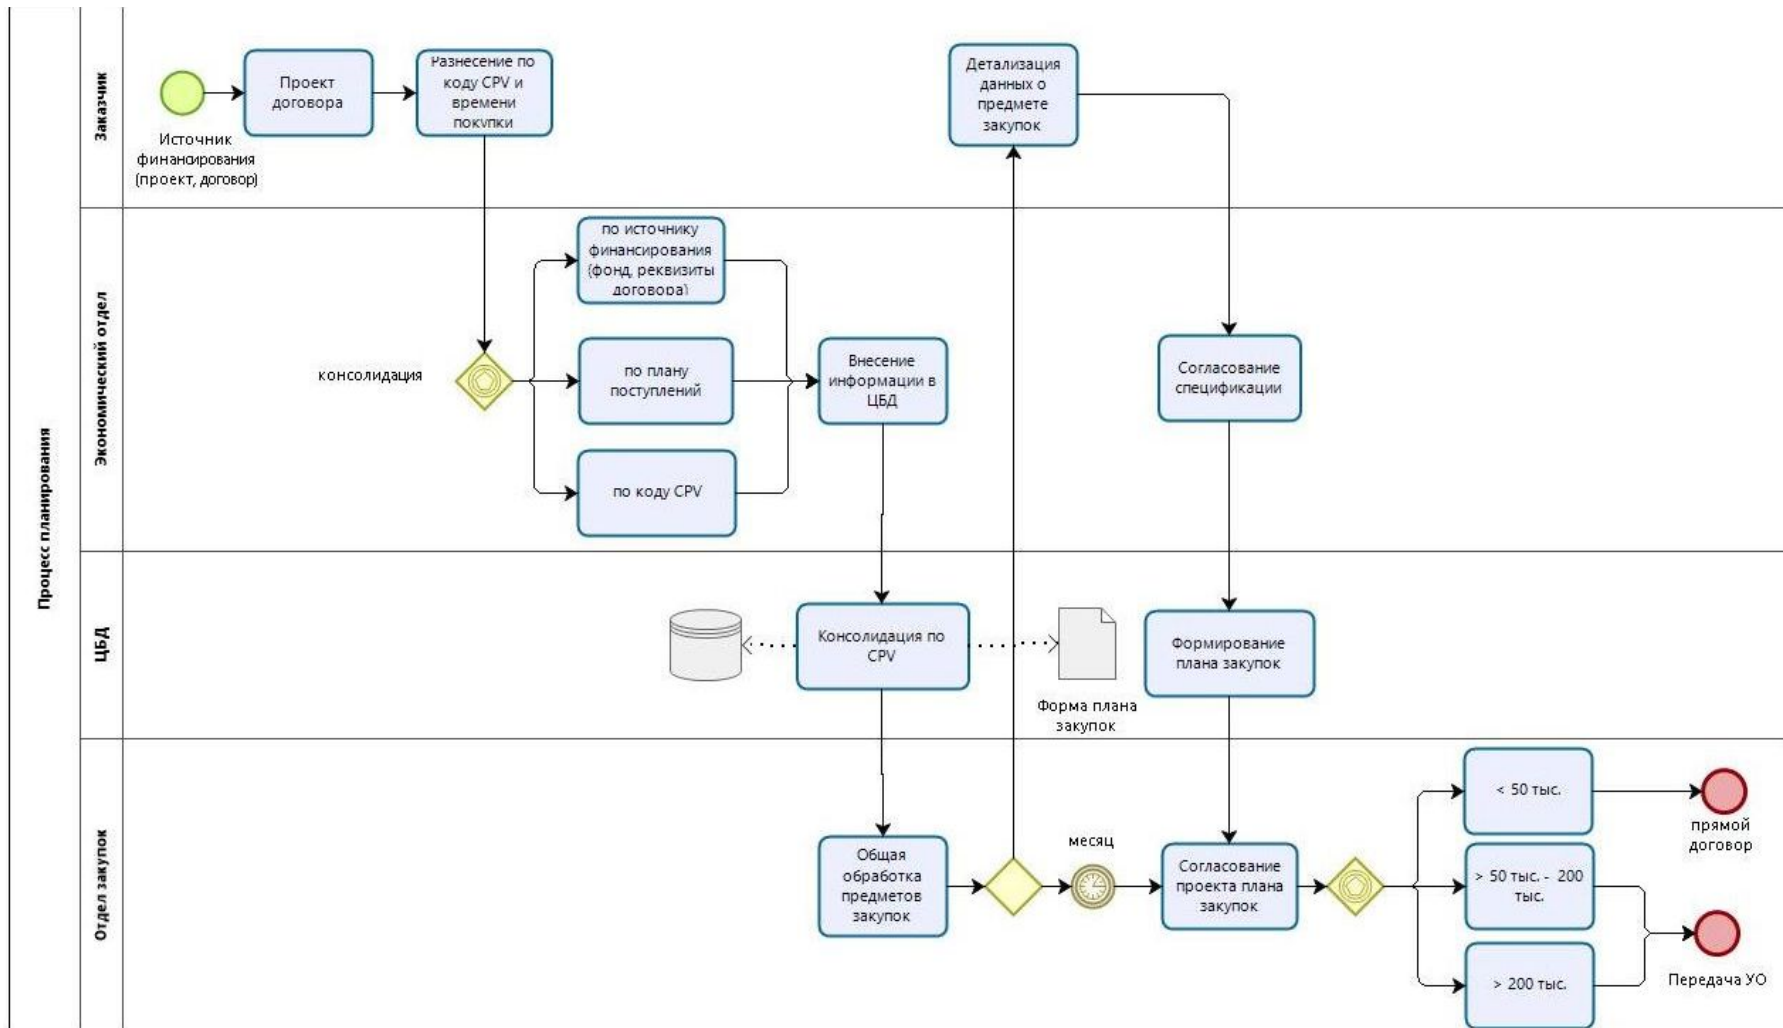 Процесс планирования
Заказчик
Источник
финансирования
(проект, договор)
Проект
договора
Разнесение по
коду CPV и
времени
покупки
Детализация
данных о
предмете
закупок
Экономический отдел
консолидация
по источнику
финансирования
(фонд, реквизиты
договора)
по плану
поступлений
по коду CPV
Внесение
информации в
ЦБД
Согласование
спецификации
ЦБД
Консолидация по
CPV
Форма плана
закупок
Формирование
плана закупок
Отдел закупок
Общая
обработка
предметов
закупок
месяц
Согласование
проекта плана
закупок
< 50 тыс.
> 50 тыс. - 200
тыс.
> 200 тыс.
прямой
договор
Передача УО